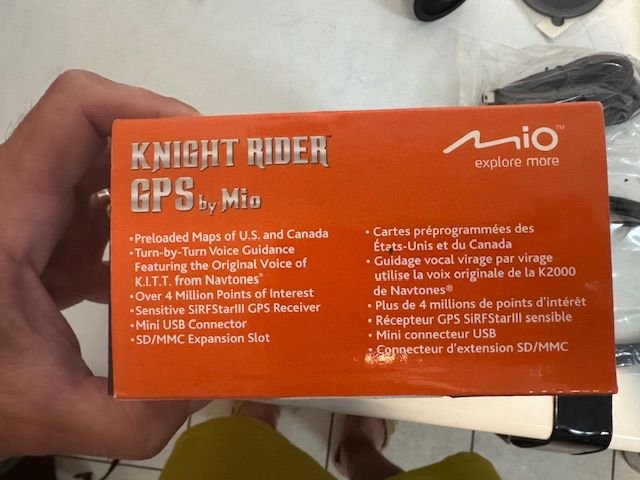 KNIGHT RIDER™
GPS by Mio
MiO™
explore more
•Preloaded Maps of U.S. and Canada
•Turn-by-Turn Voice Guidance
Featuring the Original Voice of
K.I.T.T. from Navtones®
•Over 4 Million Points of Interest
•Sensitive SiRFStarIII GPS Receiver
•Mini USB Connector
•SD/MMC Expansion Slot
• Cartes préprogrammées des
États-Unis et du Canada
• Guidage vocal virage par virage
utilise la voix originale de la K2000
de Navtones®
• Plus de 4 millions de points d'intérêt
• Récepteur GPS SiRFStarIII sensible
• Mini connecteur USB
• Connecteur d'extension SD/MMC